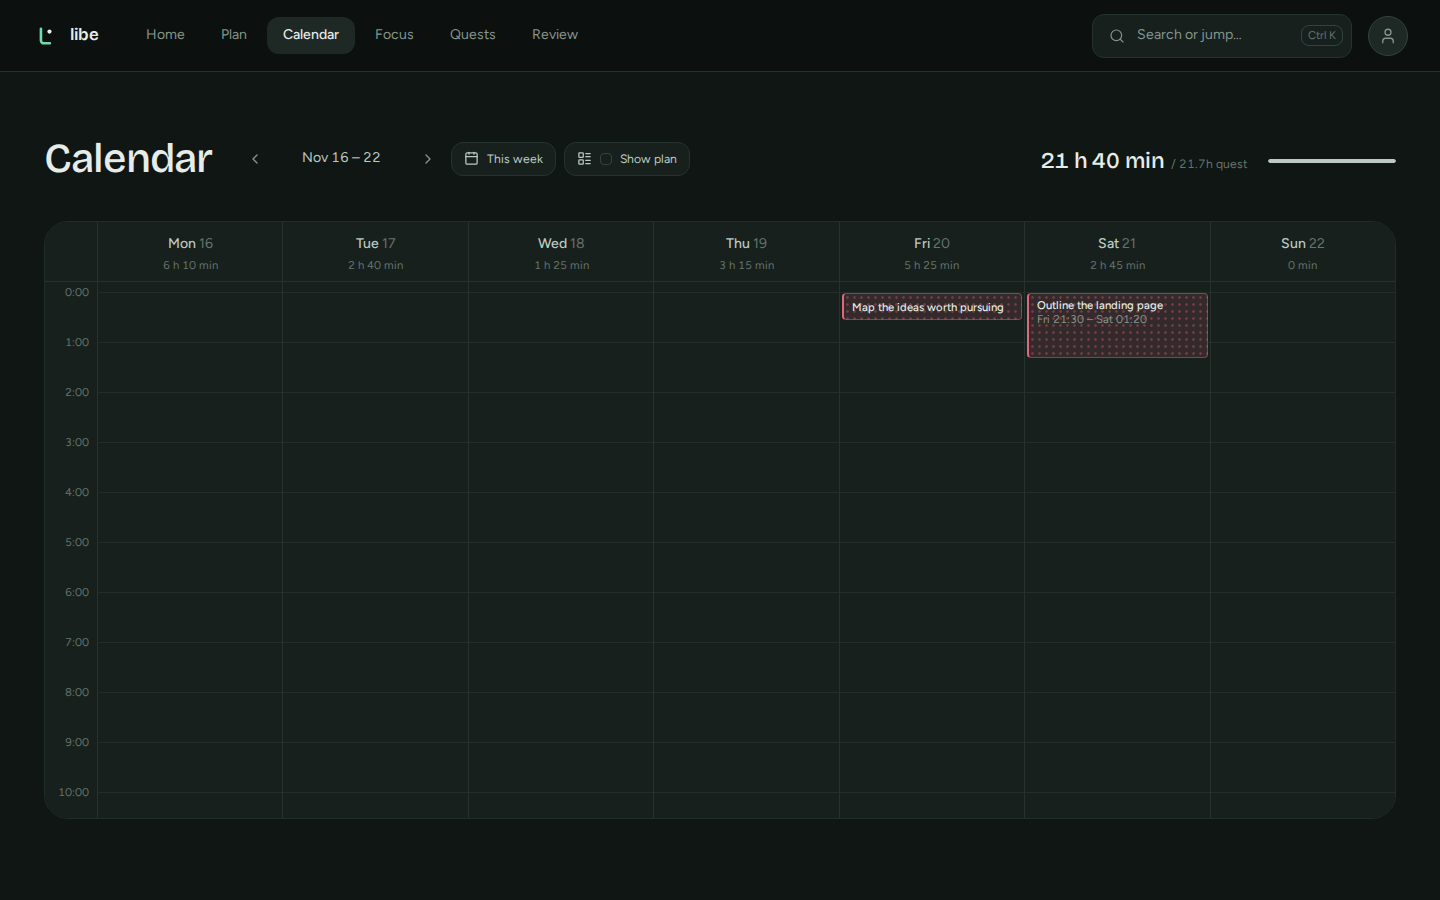 libe
Home
Plan
Calendar
Focus
Quests
Review
Search or jump...
Ctrl K
Calendar
Nov 16 – 22
This week
Show plan
21 h 40 min / 21.7h quest
Mon 16
6 h 10 min
Tue 17
2 h 40 min
Wed 18
1 h 25 min
Thu 19
3 h 15 min
Fri 20
5 h 25 min
Sat 21
2 h 45 min
Sun 22
0 min
0:00
Map the ideas worth pursuing
Outline the landing page
Fri 21:30 – Sat 01:20
1:00
2:00
3:00
4:00
5:00
6:00
7:00
8:00
9:00
10:00